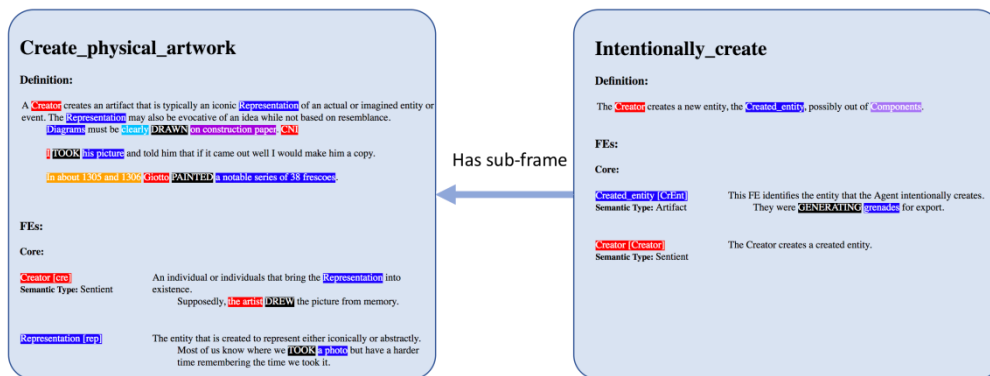 Create_physical_artwork
Definition:
A Creator creates an artifact that is typically an iconic Representation of an actual or imagined entity or
event. The Representation may also be evocative of an idea while not based on resemblance.
Diagrams must be clearly DRAWN on construction paper. CNI
I TOOK his picture and told him that if it came out well I would make him a copy.
In about 1305 and 1306 Giotto PAINTED a notable series of 38 frescoes.
FEs:
Core:
Creator [cre]
Semantic Type: Sentient
An individual or individuals that bring the Representation into
existence.
Supposedly, the artist DREW the picture from memory.
Representation [rep]
The entity that is created to represent either iconically or abstractly.
Most of us know where we TOOK a photo but have a harder
time remembering the time we took it.
Has sub-frame
Intentionally_create
Definition:
The Creator creates a new entity, the Created_entity, possibly out of Components.
FEs:
Core:
Created_entity [CrEnt]
Semantic Type: Artifact
This FE identifies the entity that the Agent intentionally creates.
They were GENERATING grenades for export.
Creator [Creator]
Semantic Type: Sentient
The Creator creates a created entity.